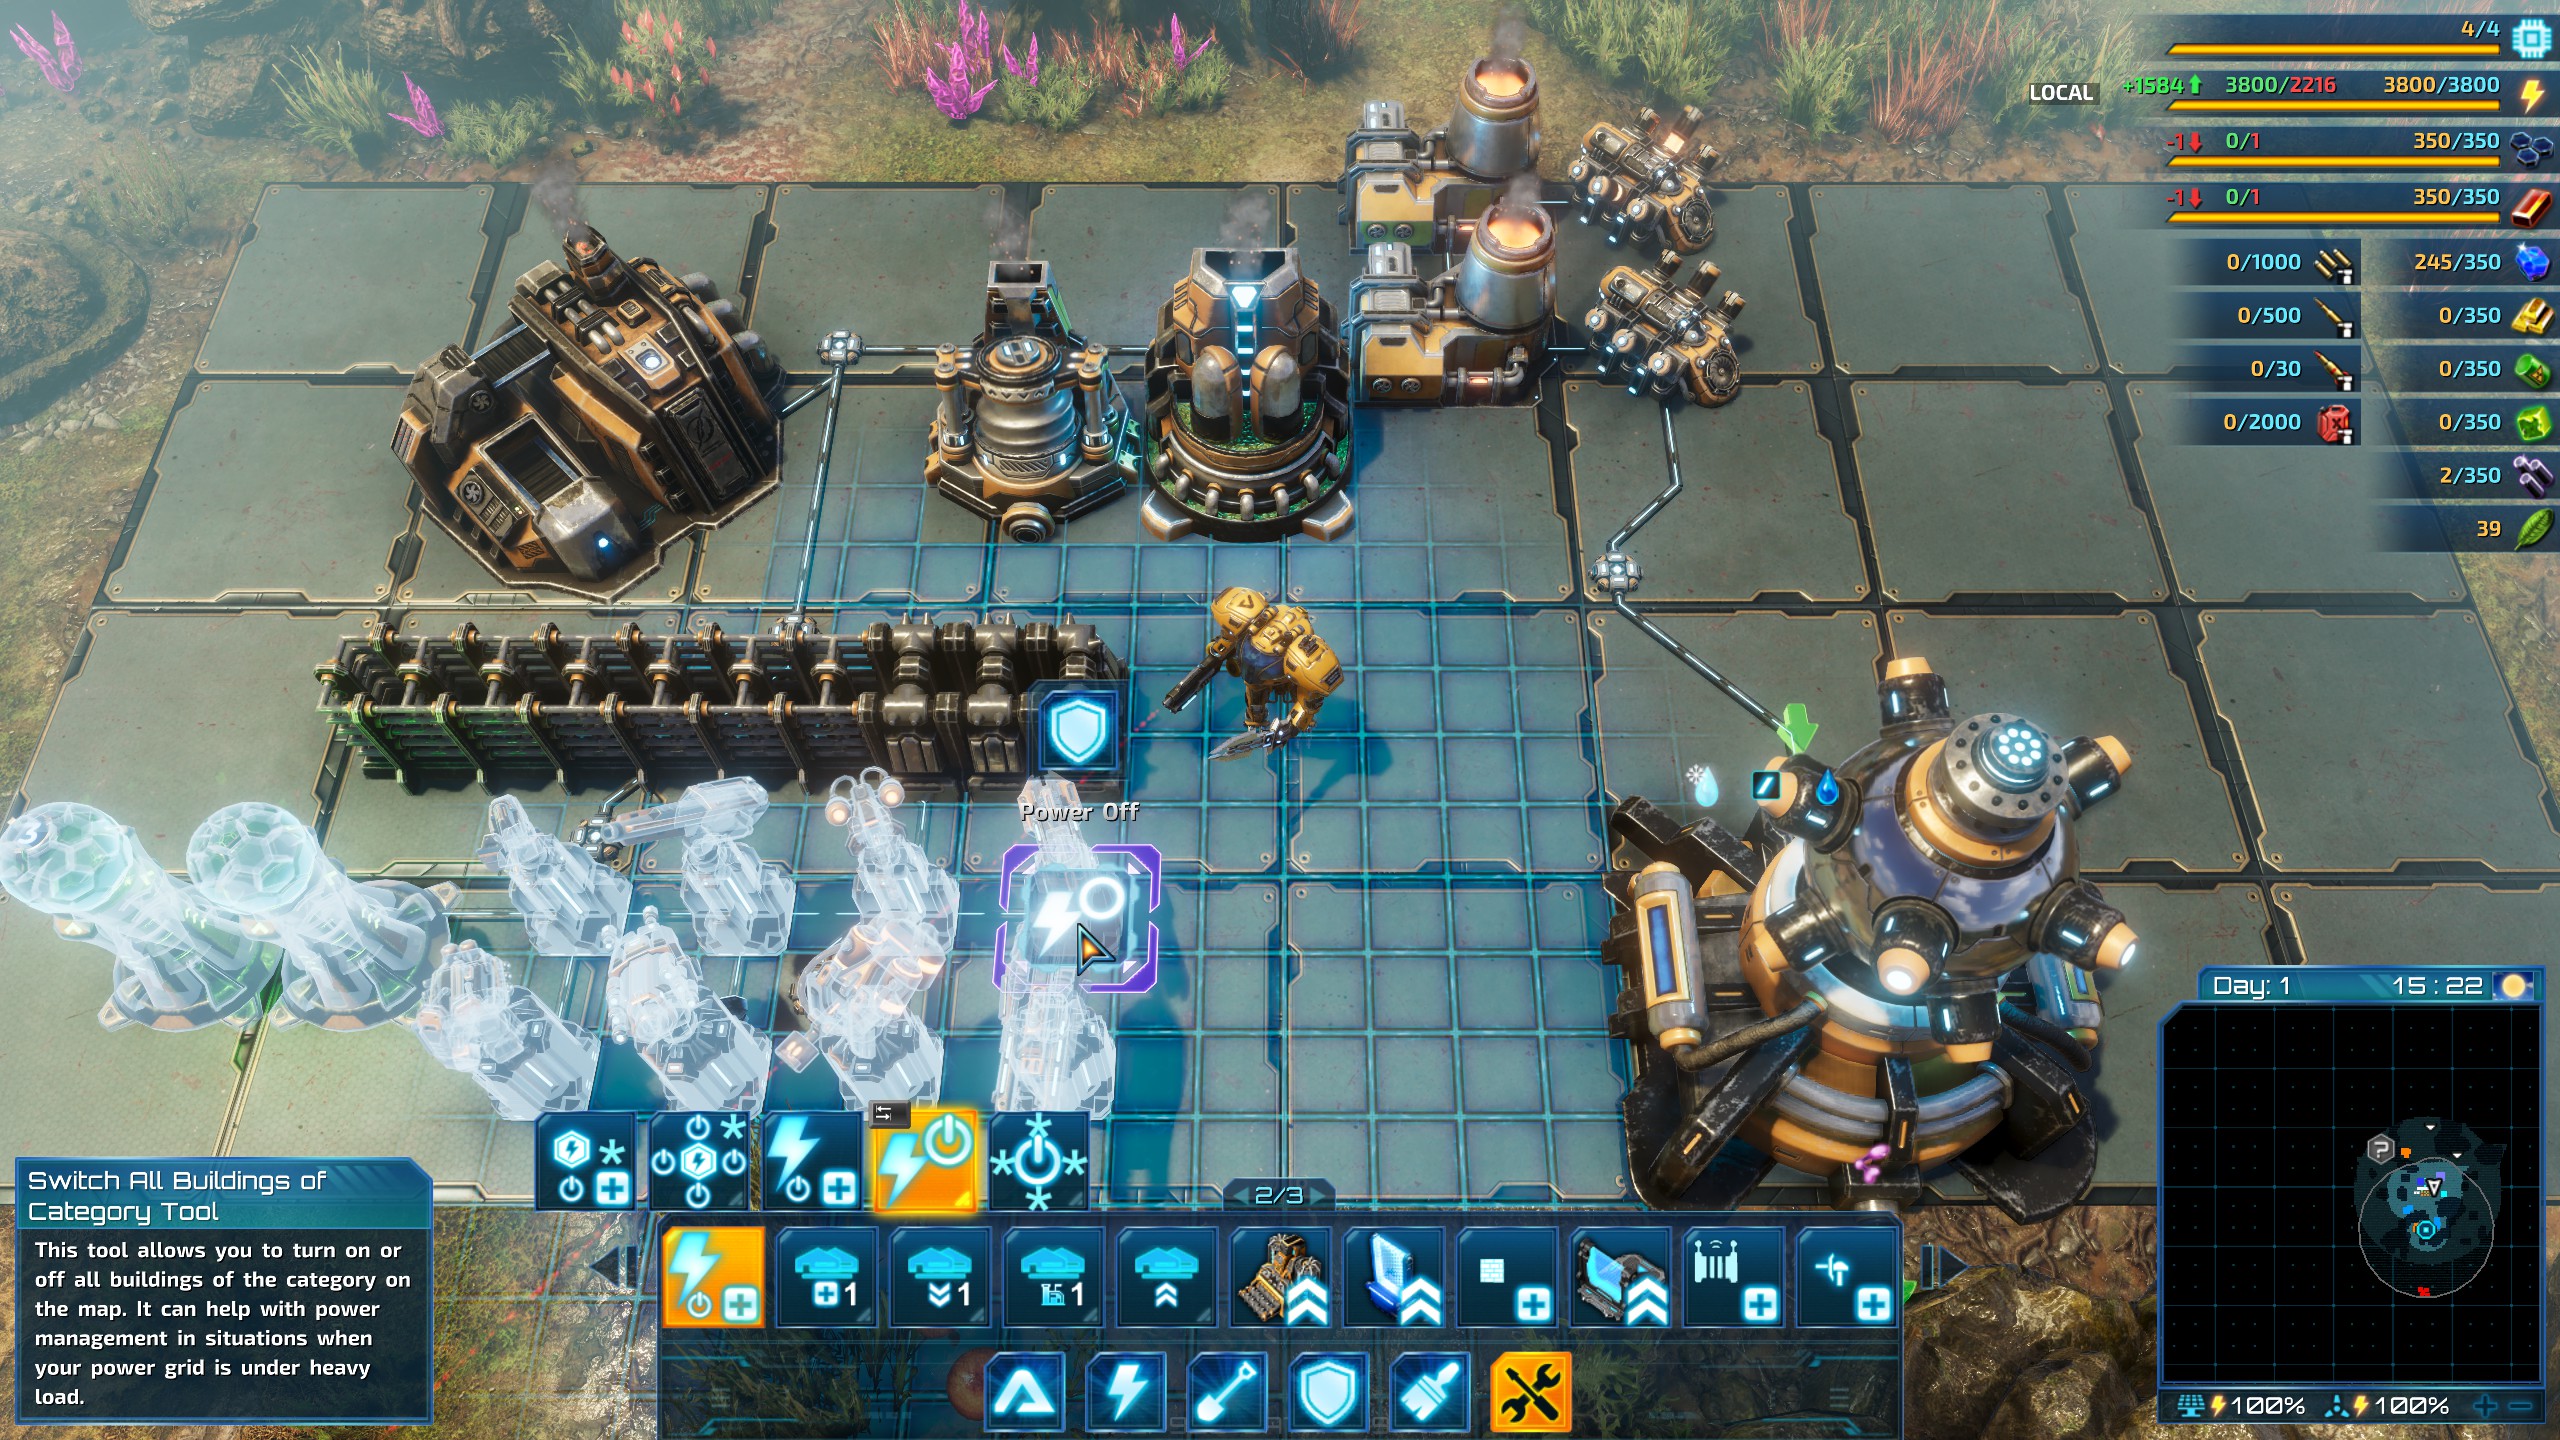 4/4
LOCAL
+1584 3800/2216 3800/3800
-1 0/1 350/350
-1 0/1 350/350
0/1000 245/350
0/500 0/350
0/30 0/350
0/2000 0/350
2/350
39
Power Off
3
Day: 1 15:22
Switch All Buildings of
Category Tool
This tool allows you to turn on or
off all buildings of the category on
the map. It can help with power
management in situations when
your power grid is under heavy
load.
2/3
1
1
1
?
100% 100%